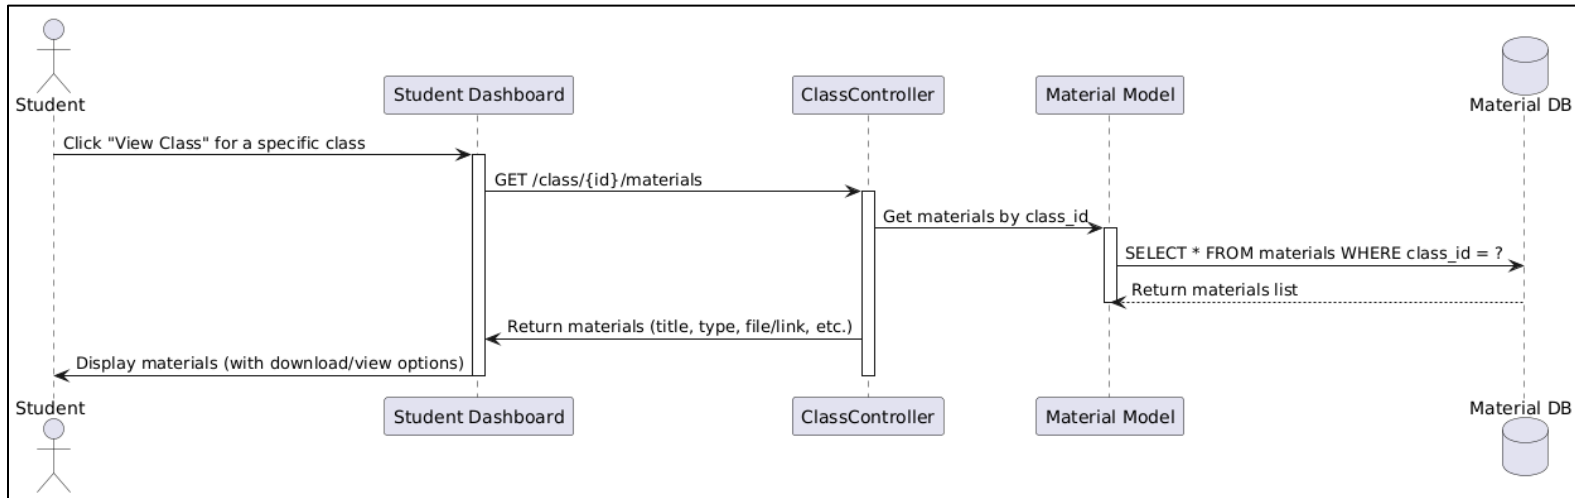 Student
Student Dashboard
ClassController
Material Model
Material DB
Click "View Class" for a specific class
GET /class/{id}/materials
Get materials by class_id
SELECT * FROM materials WHERE class_id = ?
Return materials list
Return materials (title, type, file/link, etc.)
Display materials (with download/view options)
Student
Student Dashboard
ClassController
Material Model
Material DB